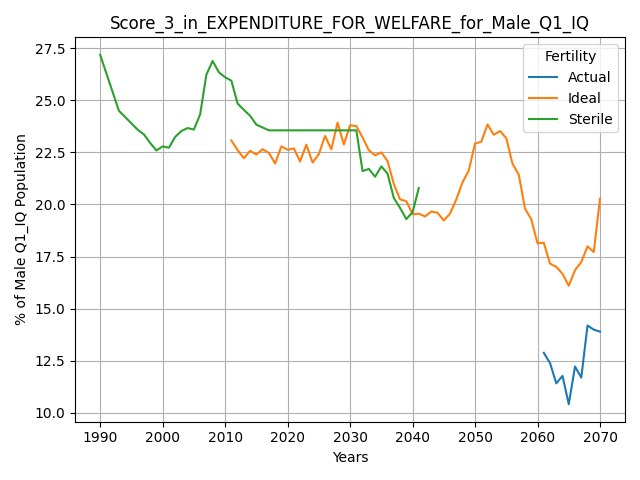 Score_3_in_EXPENDITURE_FOR_WELFARE_for_Male_Q1_IQ
27.5
25.0
22.5
20.0
17.5
15.0
12.5
10.0
% of Male Q1_IQ Population
Fertility
Actual
Ideal
Sterile
1990 2000 2010 2020 2030 2040 2050 2060 2070
Years